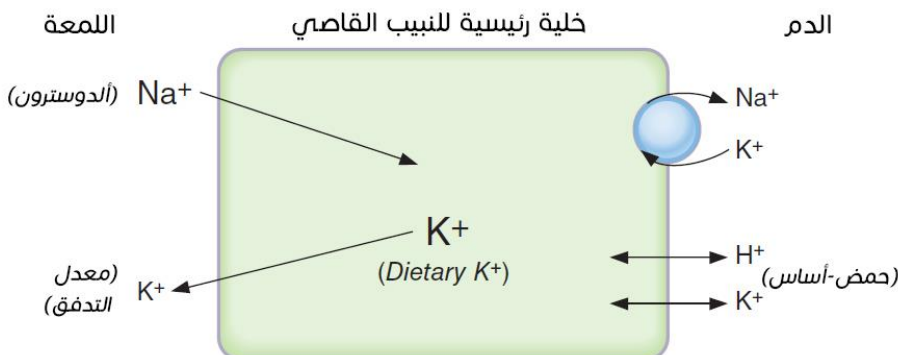 اللمعة
خلية رئيسية للنبيب القاصي
الدم
(ألدوسترون) Na⁺
Na⁺
K⁺
K⁺
(Dietary K⁺)
(معدل
التدفق) K⁺
H⁺
(حمض-أساس)
K⁺